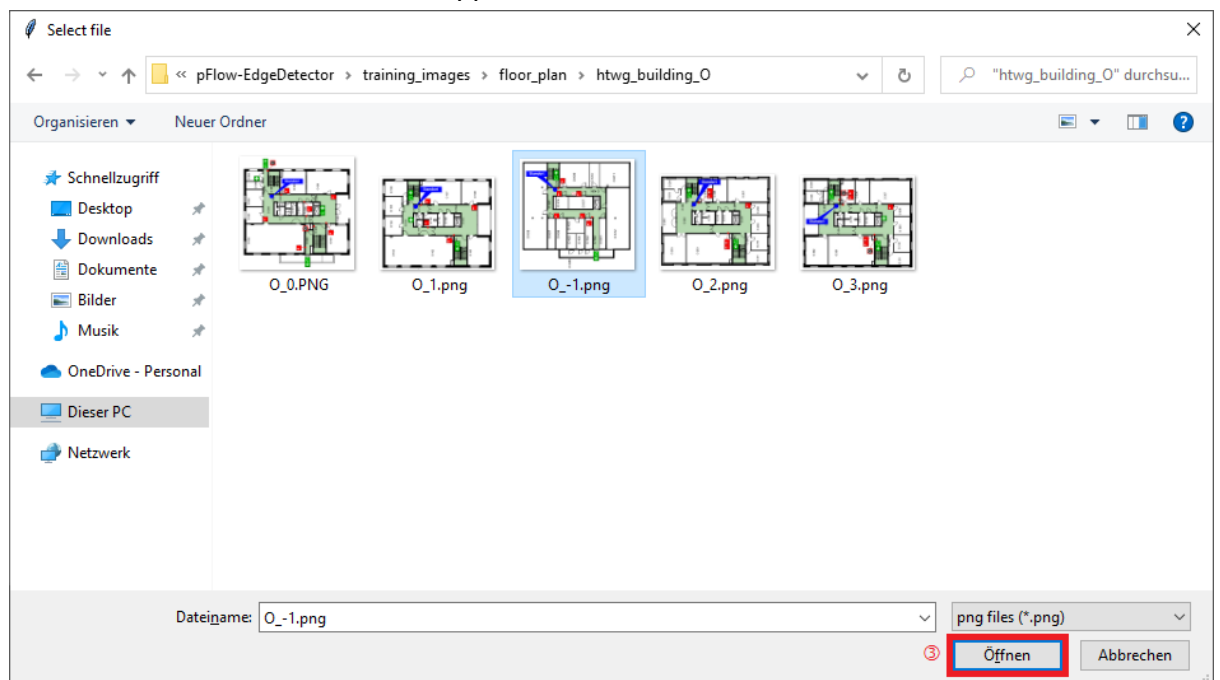 Select file
« pFlow-EdgeDetector › training_images › floor_plan › htwg_building_O
"htwg_building_O" durchsu...
Organisieren Neuer Ordner
Schnellzugriff
Desktop
Downloads
Dokumente
Bilder
Musik
OneDrive - Personal
Dieser PC
Netzwerk
O_0.PNG O_1.png O_-1.png O_2.png O_3.png
Dateiname: O_-1.png png files (*.png)
③ Öffnen Abbrechen